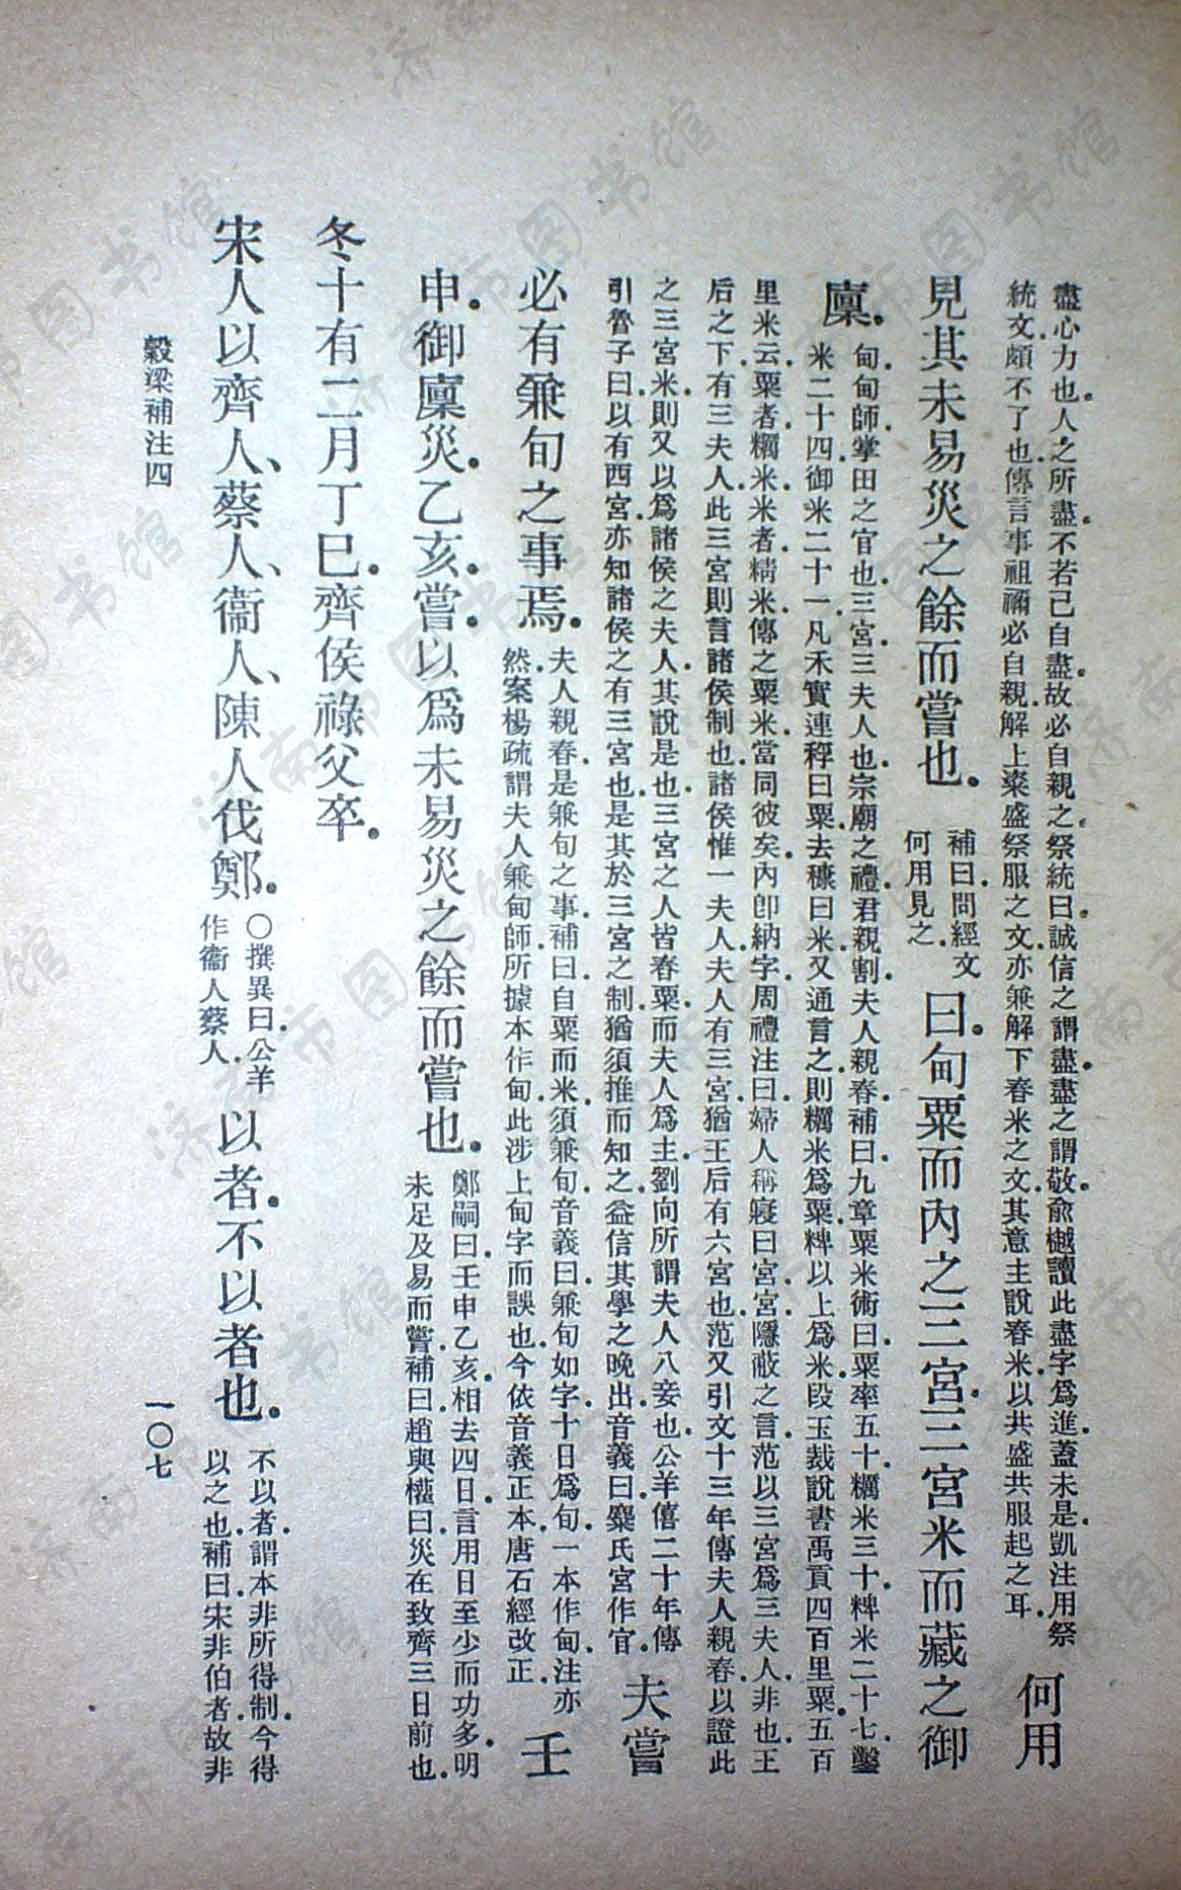 盡心力也。人之所盡。不若己自盡。故必自親之。祭統曰。誠信之謂盡。盡之謂敬。兪樾讀此盡字爲進。蓋未是。凱注用祭
統文。頗不了也。傳言事祖禰必自親。解上粢盛祭服之文。亦兼解下舂米之文。其意主說舂米。以共盛共服起之耳。
何用
見其未易災之餘而嘗也。
補曰。問經文
何用見之。
曰。甸粟而內之三宮。三宮米而藏之御
廩。
甸。甸師。掌田之官也。三宮。三夫人也。宗廟之禮。君親割。夫人親舂。補曰。九章粟米術曰。粟率五十。糲米三十。粺米二十七。鑿
米二十四。御米二十一。凡禾實連稃曰粟。去穅曰米。又通言之。則糲米爲粟。粺以上爲米。段玉裁說書禹貢四百里粟。五百
里米云。粟者。糲米。米者。精米。傳之粟米。當同彼矣。內卽納字。周禮注曰。婦人稱寢曰宮。宮。隱蔽之言。范以三宮爲三夫人。非也。王
后之下。有三夫人。此三宮則言諸侯制也。諸侯惟一夫人。夫人有三宮。猶王后有六宮也。范又引文十三年傳夫人親舂。以證此
之三宮米。則又以爲諸侯之夫人。其說是也。三宮之人皆舂粟。而夫人爲主。劉向所謂夫人八妾也。公羊僖二十年傳
引魯子曰。以有西宮。亦知諸侯之有三宮也。是其於三宮之制。猶須推而知之。益信其學之晚出。音義曰。麋氏宮作官。
夫嘗
必有兼旬之事焉。
夫人親舂。是兼旬之事。補曰。自粟而米。須兼旬。音義曰。兼旬如字。十日爲旬。一本作甸。注亦
然。案楊疏謂夫人兼甸師。所據本作甸。此涉上甸字而誤也。今依音義正本。唐石經改正。
壬
申。御廩災。乙亥。嘗。以爲未易災之餘而嘗也。
鄭嗣曰。壬申乙亥。相去四日。言用日至少而功多。明
未足及易而嘗。補曰。趙與權曰。災在致齊三日前也。
冬十有二月丁巳。齊侯祿父卒。
宋人以齊人、蔡人、衞人、陳人伐鄭。
○撰異曰。公羊
作衞人蔡人。
以者。不以者也。
不以者。謂本非所得制。今得
以之也。補曰。宋非伯者。故非
穀梁補注四
一〇七
济南市图书馆